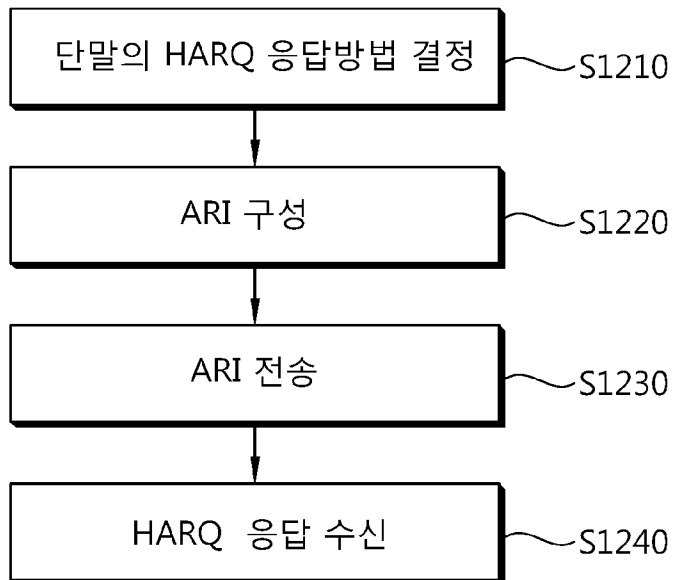 단말의 HARQ 응답방법 결정
S1210
ARI 구성
S1220
ARI 전송
S1230
HARQ 응답 수신
S1240